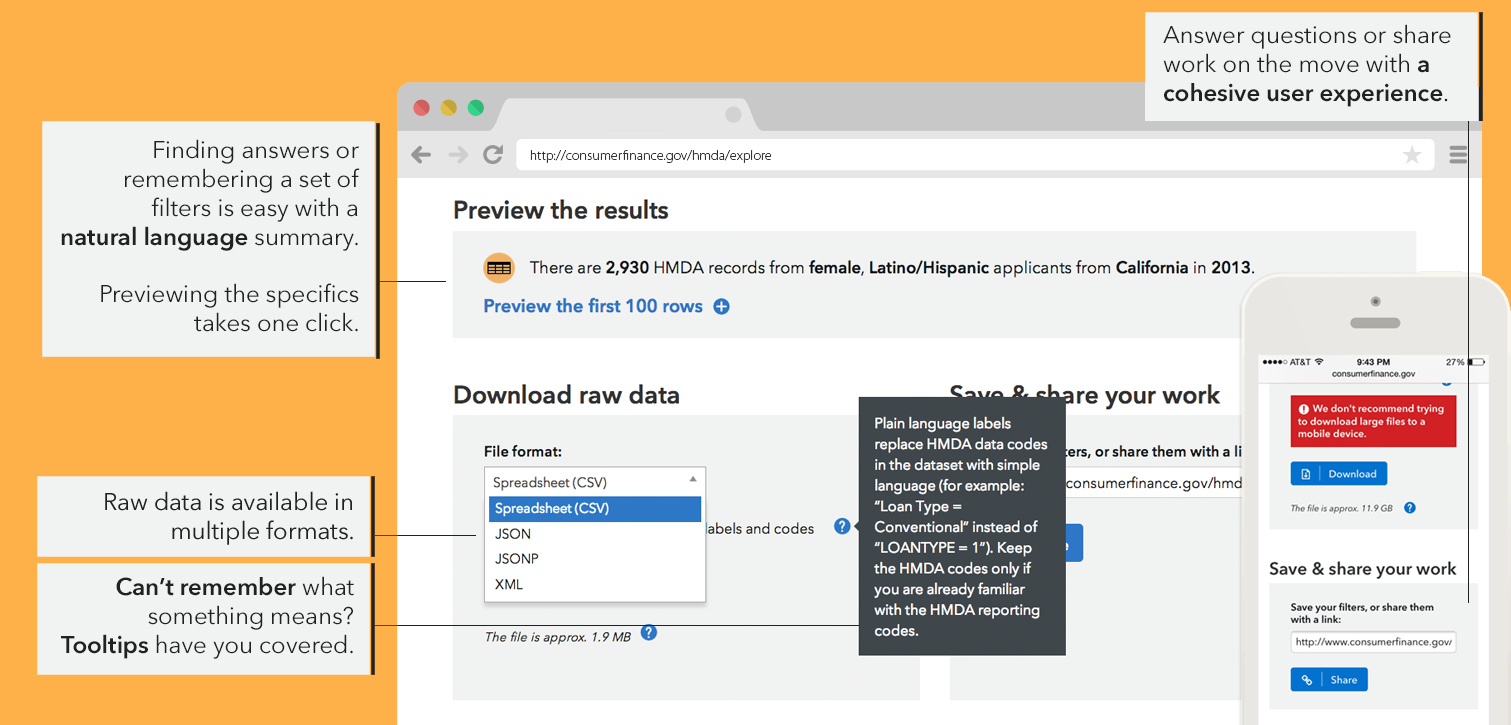 Answer questions or share
work on the move with a
cohesive user experience.
Finding answers or
remembering a set of
filters is easy with a
natural language summary.
Previewing the specifics
takes one click.
http://consumerfinance.gov/hmda/explore
Preview the results
There are 2,930 HMDA records from female, Latino/Hispanic applicants from California in 2013.
Preview the first 100 rows
Download raw data
File format:
Spreadsheet (CSV)
Spreadsheet (CSV)
JSON
JSONP
XML
labels and codes
?
The file is approx. 1.9 MB ?
Raw data is available in
multiple formats.
Can't remember what
something means?
Tooltips have you covered.
Plain language labels
replace HMDA data codes
in the dataset with simple
language (for example:
“Loan Type =
Conventional” instead of
“LOANTYPE = 1”). Keep
the HMDA codes only if
you are already familiar
with the HMDA reporting
codes.
Save & share your work
or share them with a li
consumerfinance.gov/hmd
AT&T 9:43 PM 27%
consumerfinance.gov
We don't recommend trying
to download large files to a
mobile device.
Download
The file is approx. 11.9 GB ?
Save & share your work
Save your filters, or share them
with a link:
http://www.consumerfinance.gov/
Share